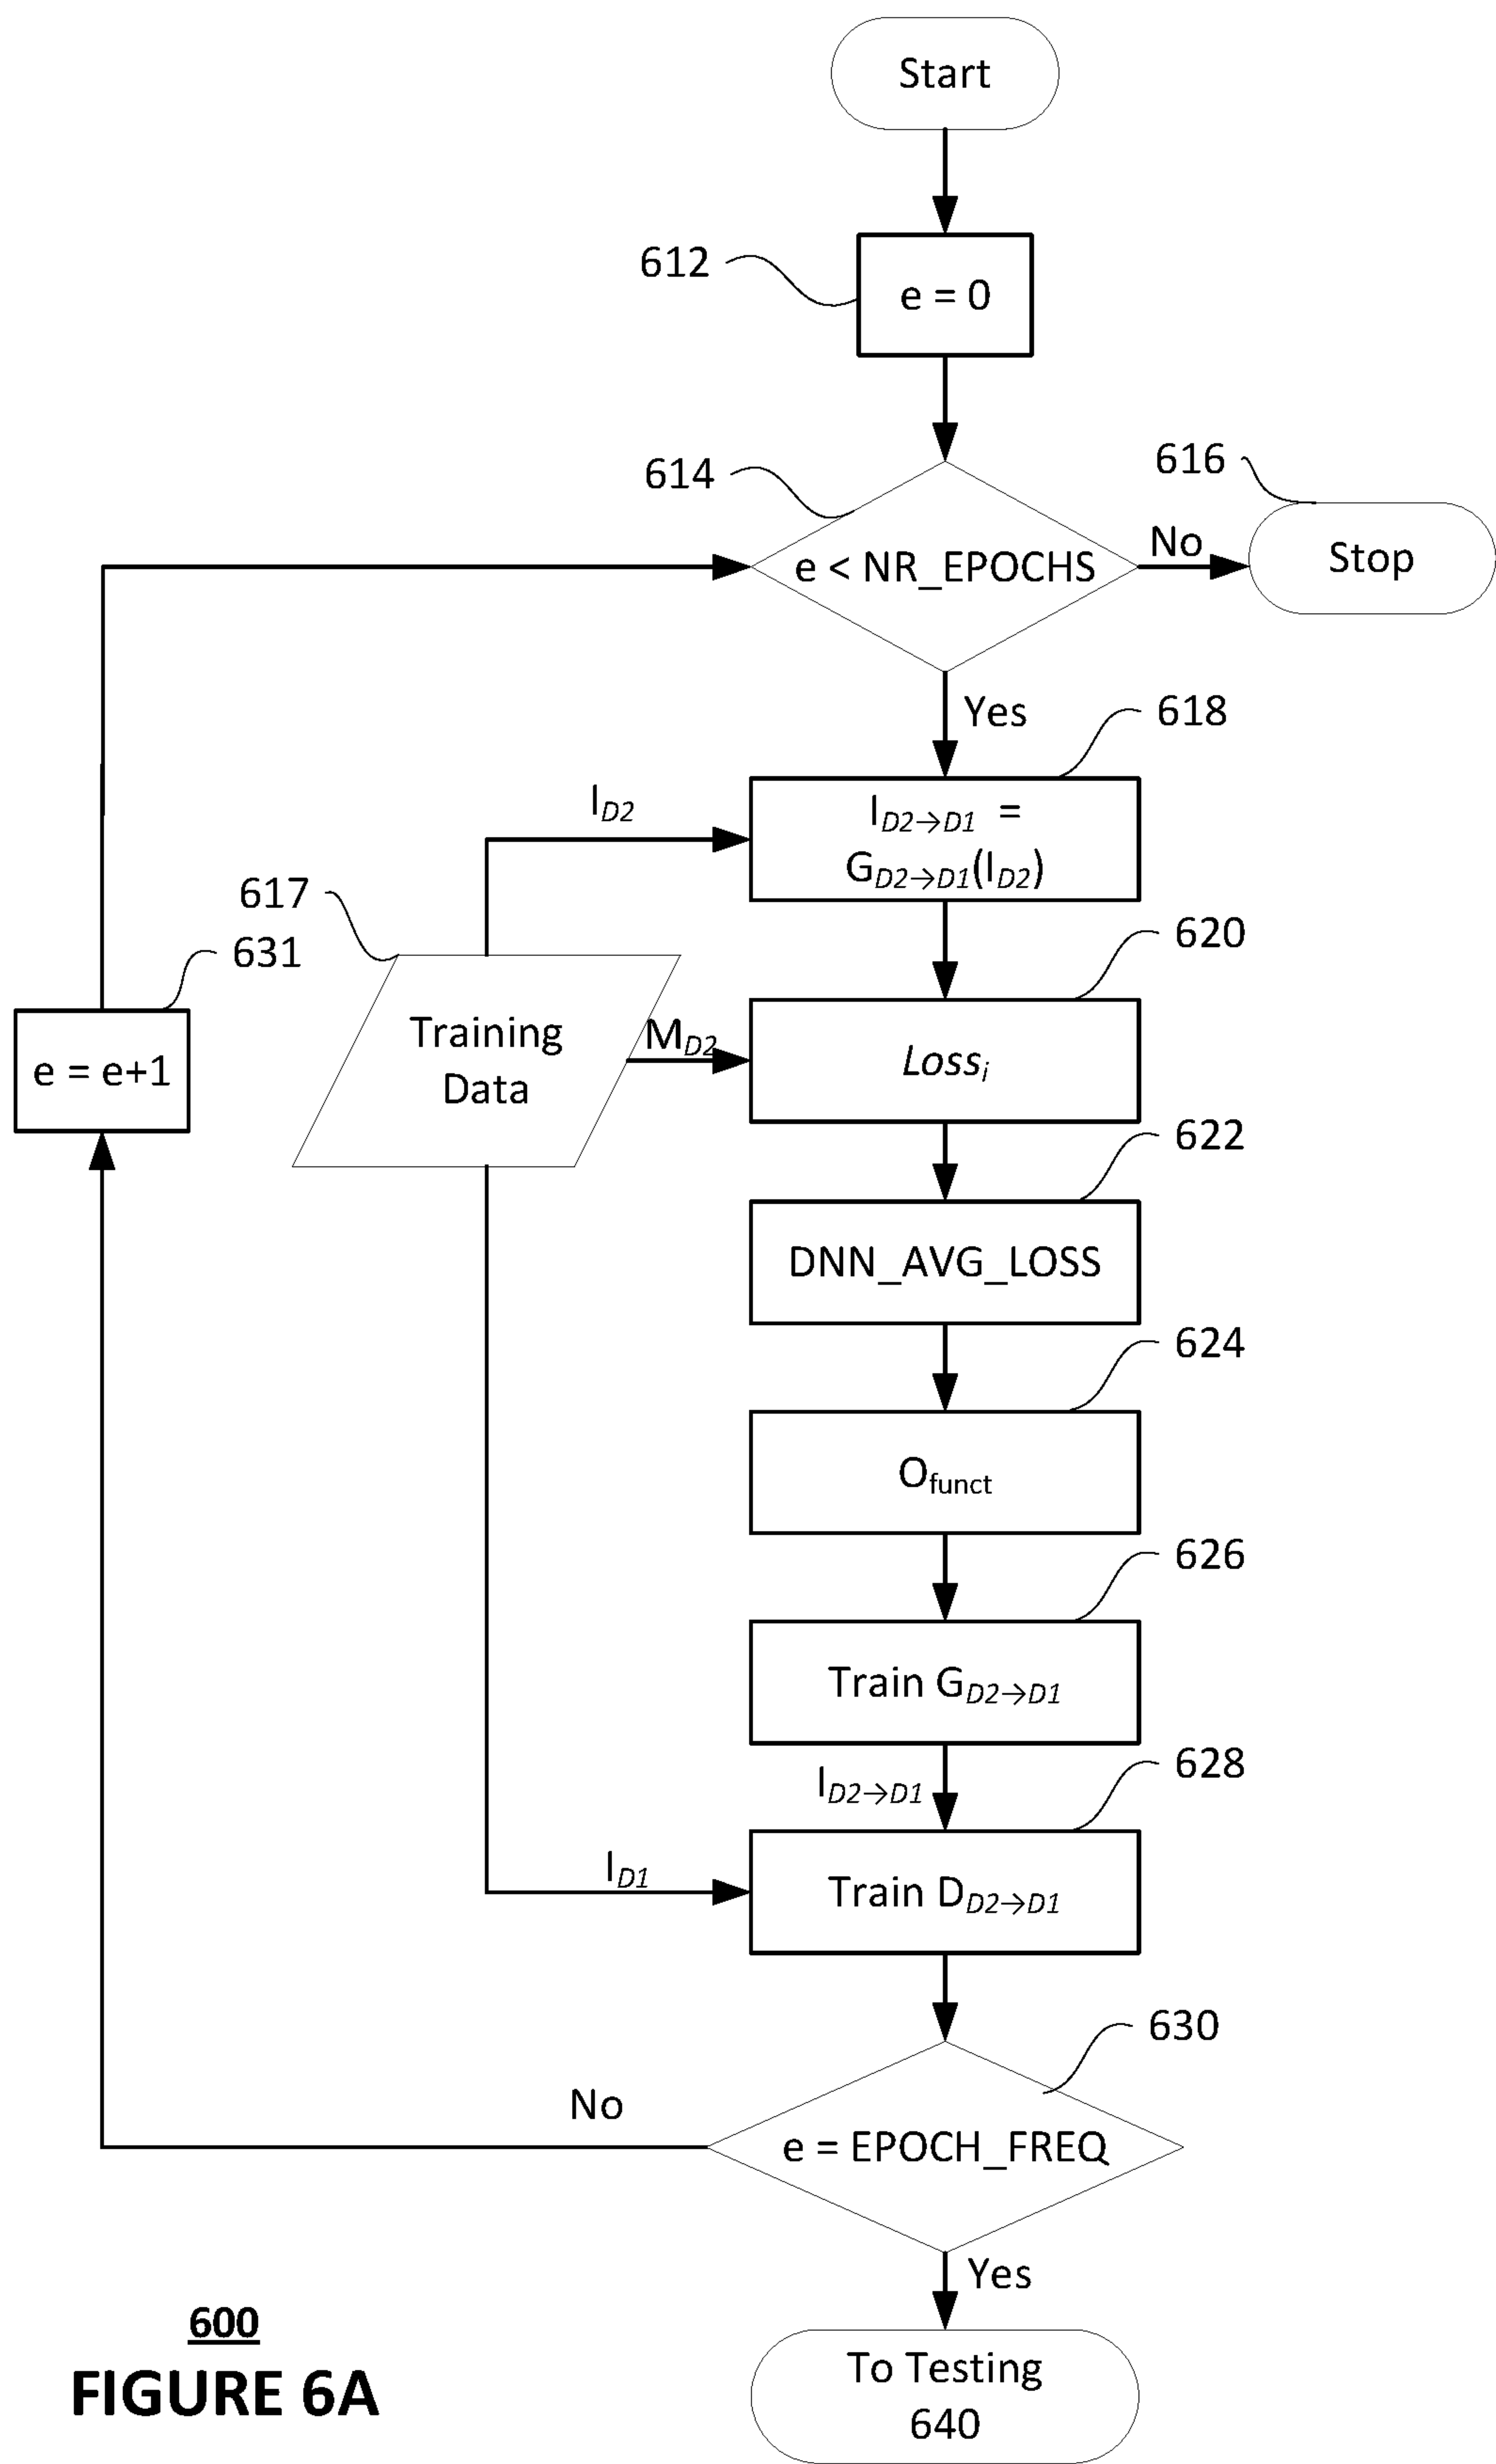 Start
612
e = 0
614
616
e < NR_EPOCHS
No
Stop
Yes
618
I_D2
I_D2→D1 =
G_D2→D1(I_D2)
617
631
620
Training
Data
M_D2
Loss_i
e = e+1
622
DNN_AVG_LOSS
624
O_funct
626
Train G_D2→D1
628
I_D2→D1
I_D1
Train D_D2→D1
630
No
e = EPOCH_FREQ
Yes
600
FIGURE 6A
To Testing
640